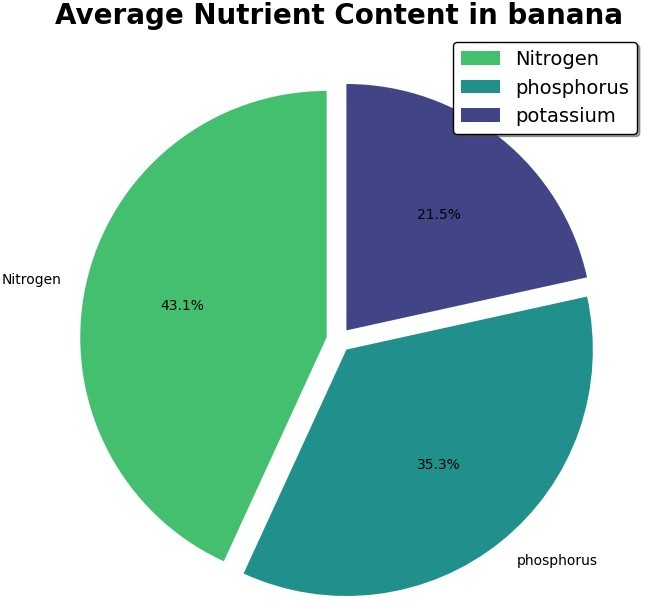 Average Nutrient Content in banana
Nitrogen
phosphorus
potassium
21.5%
Nitrogen
43.1%
35.3%
phosphorus